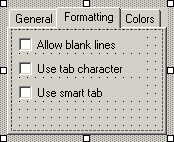 General Formatting Colors
Allow blank lines
Use tab character
Use smart tab